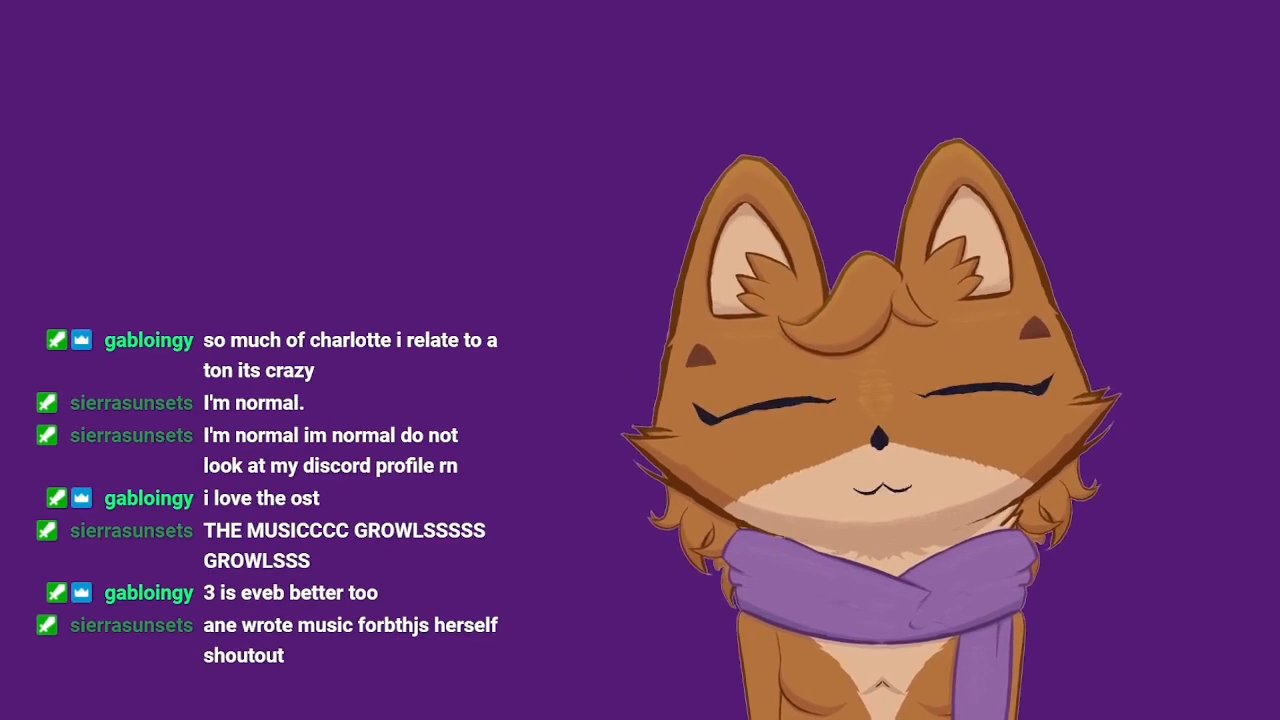 gabloingy so much of charlotte i relate to a
ton its crazy
sierrasunsets I'm normal.
sierrasunsets I'm normal im normal do not
look at my discord profile rn
gabloingy i love the ost
sierrasunsets THE MUSICCCC GROWLSSSSS
GROWLSSS
gabloingy 3 is eveb better too
sierrasunsets ane wrote music forbthjs herself
shoutout